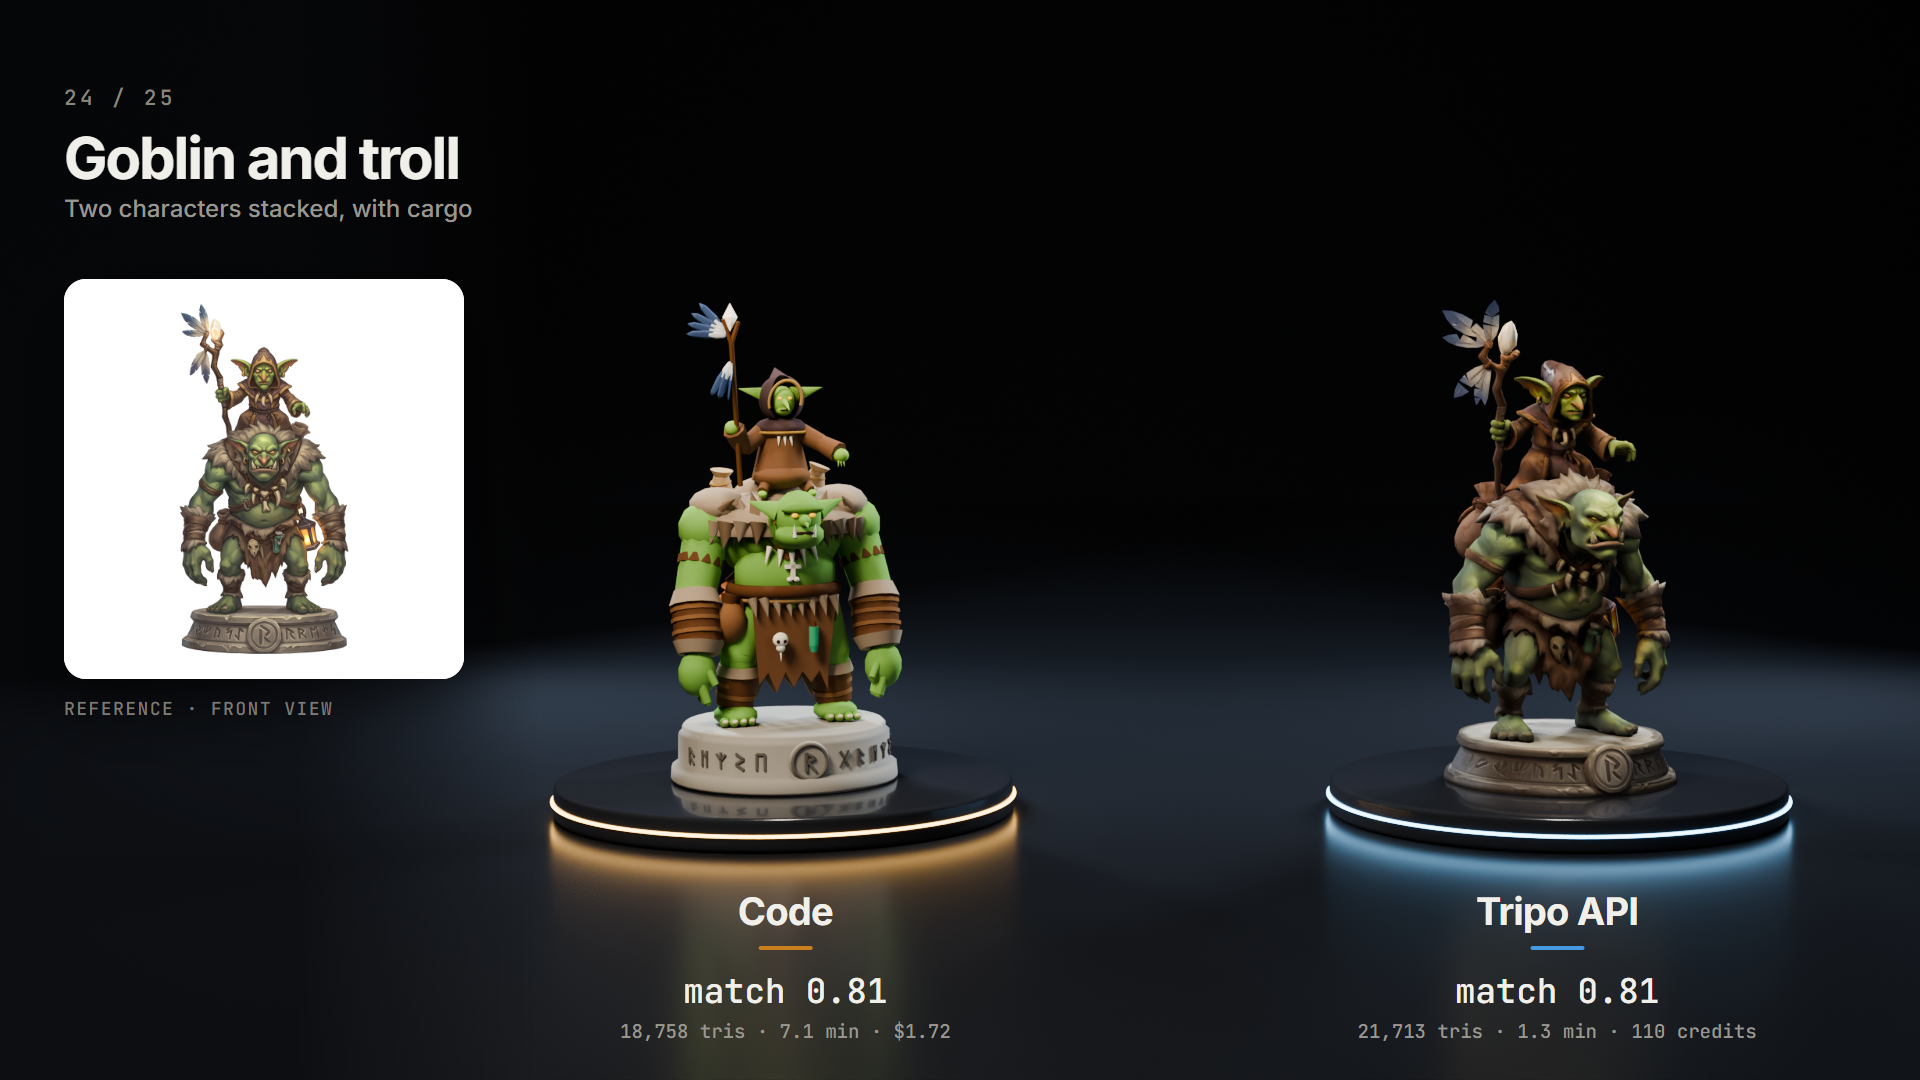 24 / 25
Goblin and troll
Two characters stacked, with cargo
REFERENCE · FRONT VIEW
Code
match 0.81
18,758 tris · 7.1 min · $1.72
Tripo API
match 0.81
21,713 tris · 1.3 min · 110 credits